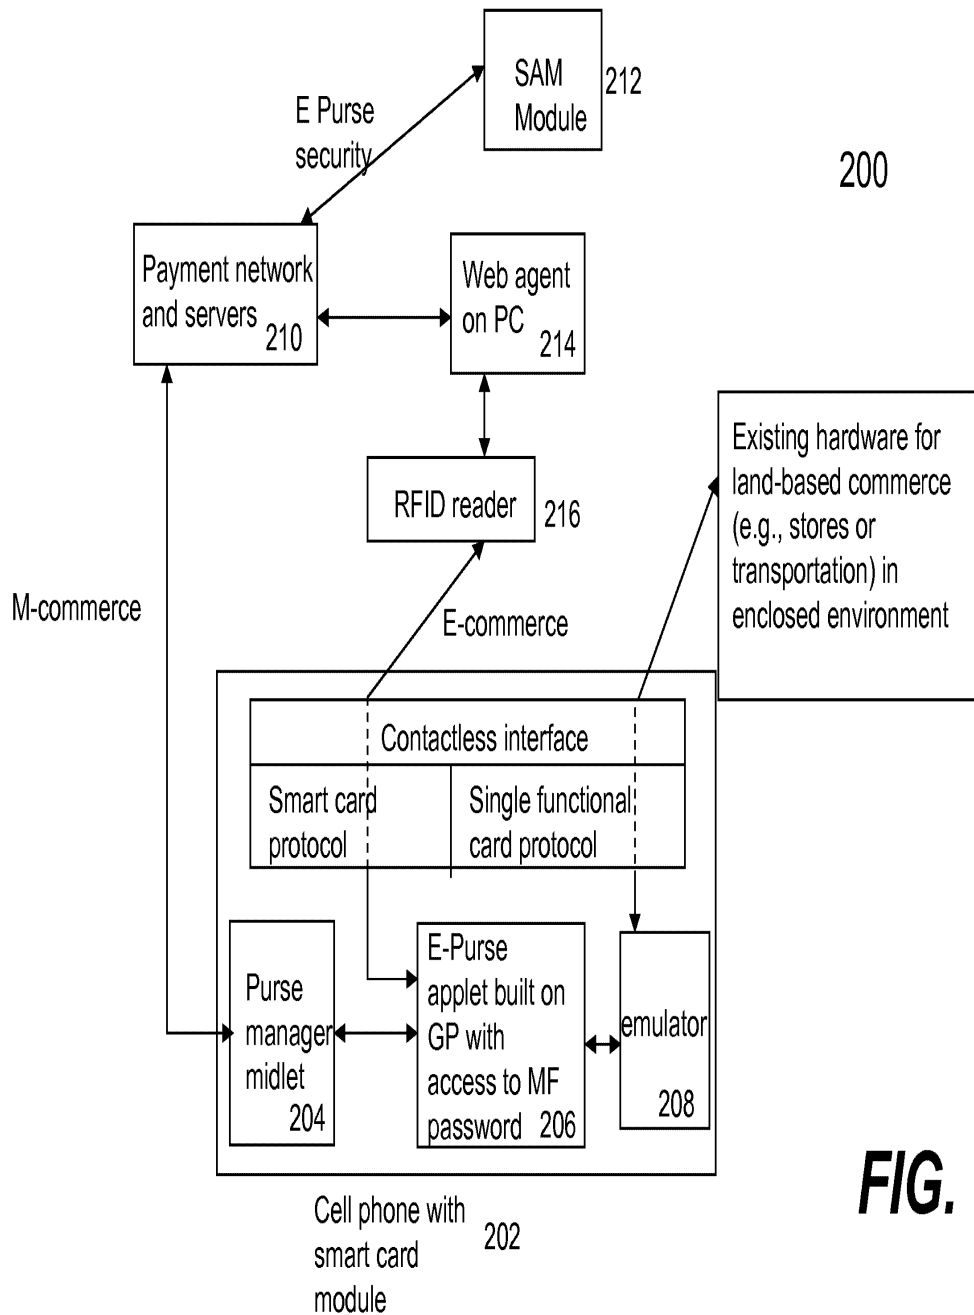 SAM
Module
212
E Purse
security
200
Payment network
and servers
210
Web agent
on PC
214
Existing hardware for
land-based commerce
(e.g., stores or
transportation) in
enclosed environment
RFID reader
216
M-commerce
E-commerce
Contactless interface
Smart card
protocol
Single functional
card protocol
Purse
manager
midlet
204
E-Purse
applet built on
GP with
access to MF
password
206
emulator
208
FIG.
Cell phone with
smart card
module
202